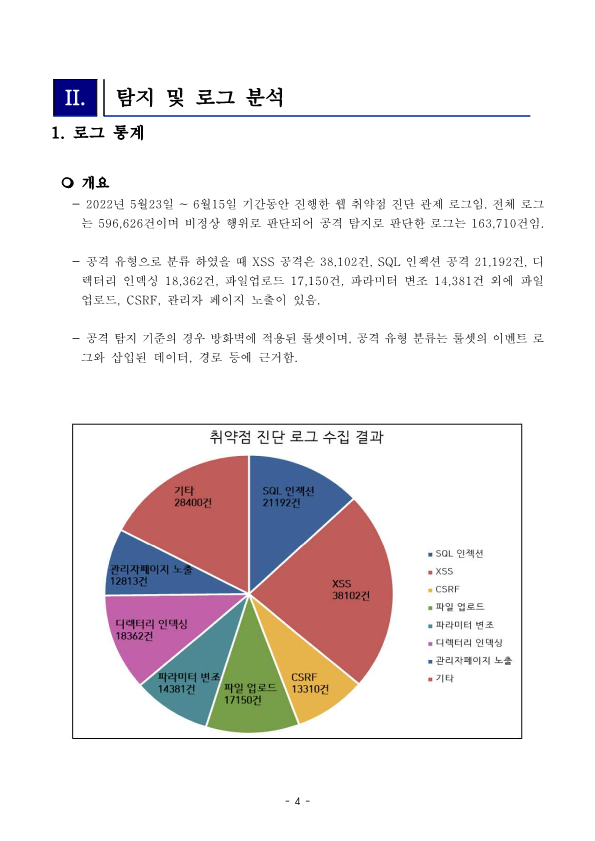 II. 탐지 및 로그 분석
1. 로그 통계
❍ 개요
- 2022년 5월23일 ~ 6월15일 기간동안 진행한 웹 취약점 진단 관제 로그임. 전체 로그
는 596,626건이며 비정상 행위로 판단되어 공격 탐지로 판단한 로그는 163,710건임.
- 공격 유형으로 분류 하였을 때 XSS 공격은 38,102건, SQL 인젝션 공격 21,192건, 디
렉터리 인덱싱 18,362건, 파일업로드 17,150건, 파라미터 변조 14,381건 외에 파일
업로드, CSRF, 관리자 페이지 노출이 있음.
- 공격 탐지 기준의 경우 방화벽에 적용된 룰셋이며, 공격 유형 분류는 룰셋의 이벤트 로
그와 삽입된 데이터, 경로 등에 근거함.
취약점 진단 로그 수집 결과
기타
28400건
SQL 인젝션
21192건
관리자페이지 노출
12813건
XSS
38102건
디렉터리 인덱싱
18362건
파라미터 변조
14381건
파일 업로드
17150건
CSRF
13310건
SQL 인젝션
XSS
CSRF
파일 업로드
파라미터 변조
디렉터리 인덱싱
관리자페이지 노출
기타
- 4 -